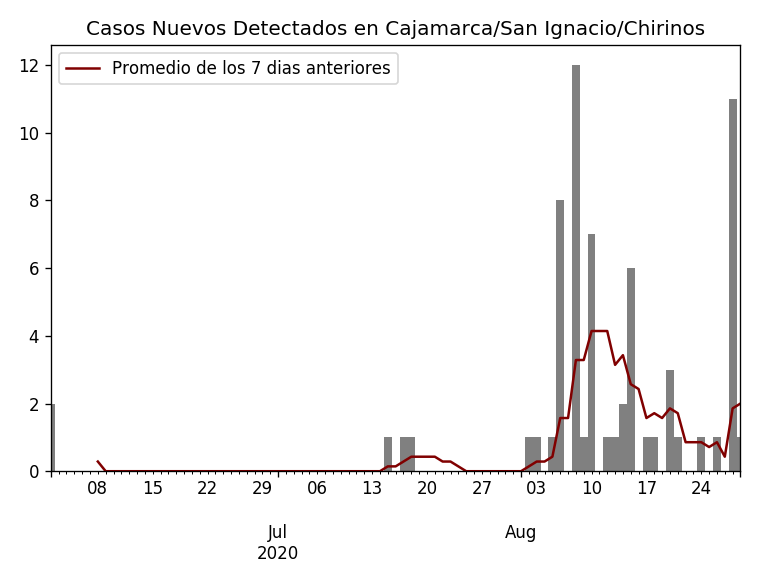 Casos Nuevos Detectados en Cajamarca/San Ignacio/Chirinos
Promedio de los 7 dias anteriores
12
10
8
6
4
2
0
08 15 22 29 06 13 20 27 03 10 17 24
Jul Aug
2020